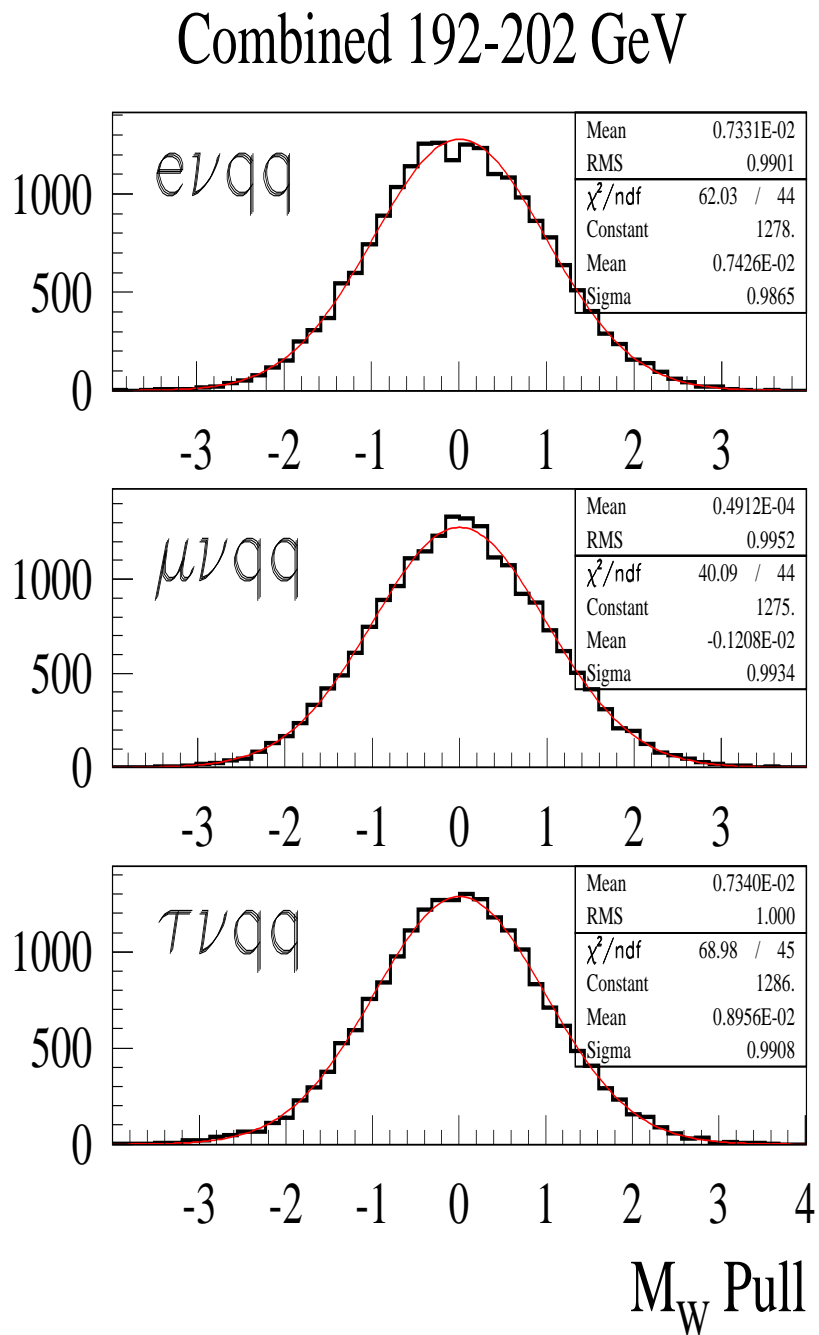 Combined 192-202 GeV
eνqq
Mean 0.7331E-02
RMS 0.9901
χ²/ndf 62.03 / 44
Constant 1278.
Mean 0.7426E-02
Sigma 0.9865
1000
500
0
-3 -2 -1 0 1 2 3
μνqq
Mean 0.4912E-04
RMS 0.9952
χ²/ndf 40.09 / 44
Constant 1275.
Mean -0.1208E-02
Sigma 0.9934
1000
500
0
-3 -2 -1 0 1 2 3
τνqq
Mean 0.7340E-02
RMS 1.000
χ²/ndf 68.98 / 45
Constant 1286.
Mean 0.8956E-02
Sigma 0.9908
1000
500
0
-3 -2 -1 0 1 2 3 4
M_W Pull